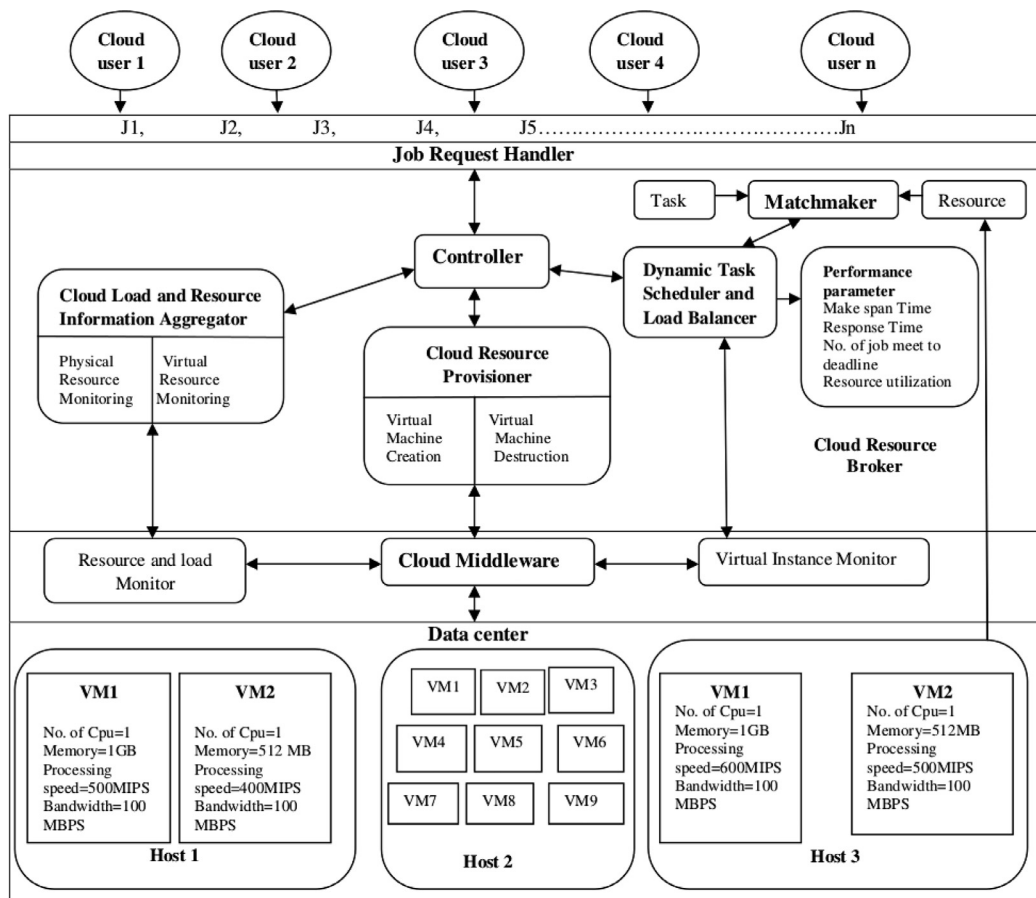 Cloud
user 1
Cloud
user 2
Cloud
user 3
Cloud
user 4
Cloud
user n
J1, J2, J3, J4, J5……………………………………Jn
Job Request Handler
Task
Matchmaker
Resource
Controller
Cloud Load and Resource
Information Aggregator
Physical
Resource
Monitoring
Virtual
Resource
Monitoring
Cloud Resource
Provisioner
Virtual
Machine
Creation
Virtual
Machine
Destruction
Dynamic Task
Scheduler and
Load Balancer
Performance
parameter
Make span Time
Response Time
No. of job meet to
deadline
Resource utilization
Cloud Resource
Broker
Resource and load
Monitor
Cloud Middleware
Virtual Instance Monitor
Data center
VM1
No. of Cpu=1
Memory=1GB
Processing
speed=500MIPS
Bandwidth=100
MBPS
VM2
No. of Cpu=1
Memory=512 MB
Processing
speed=400MIPS
Bandwidth=100
MBPS
Host 1
VM1
VM2
VM3
VM4
VM5
VM6
VM7
VM8
VM9
Host 2
VM1
No. of Cpu=1
Memory=1GB
Processing
speed=600MIPS
Bandwidth=100
MBPS
VM2
No. of Cpu=1
Memory=512MB
Processing
speed=500MIPS
Bandwidth=100
MBPS
Host 3